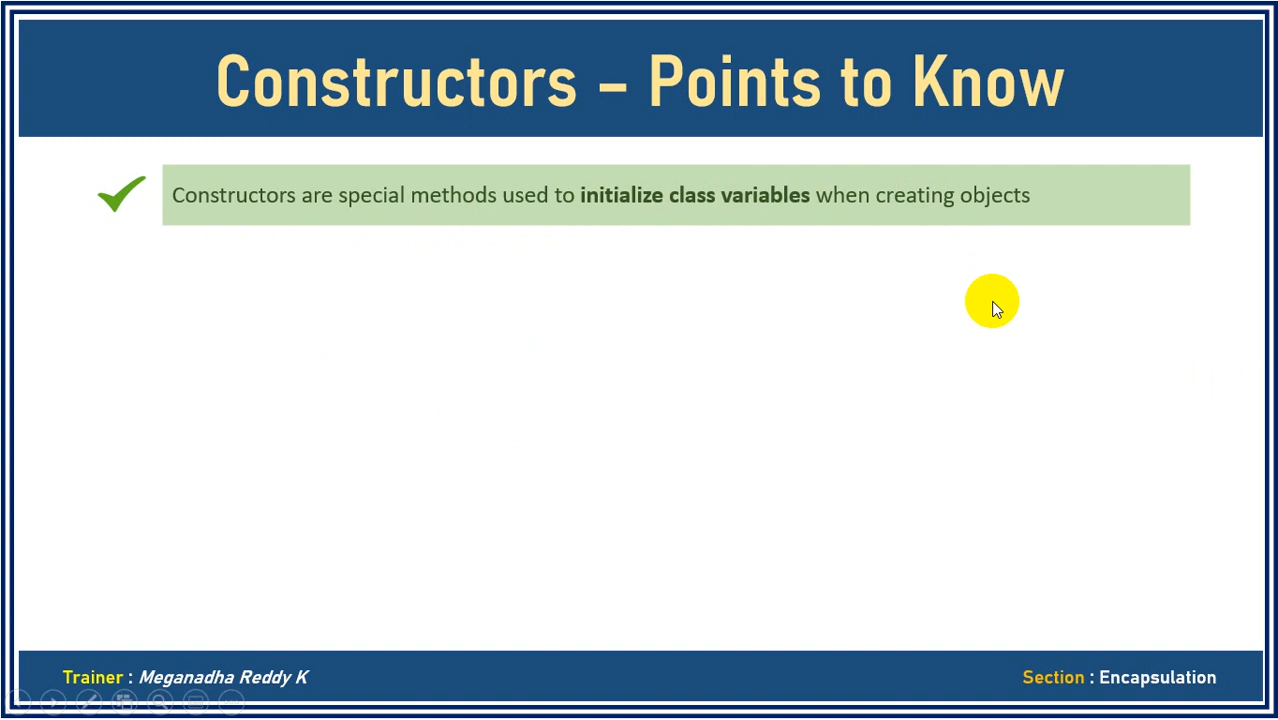 Constructors – Points to Know
Constructors are special methods used to initialize class variables when creating objects
Trainer : Meganadha Reddy K
Section : Encapsulation